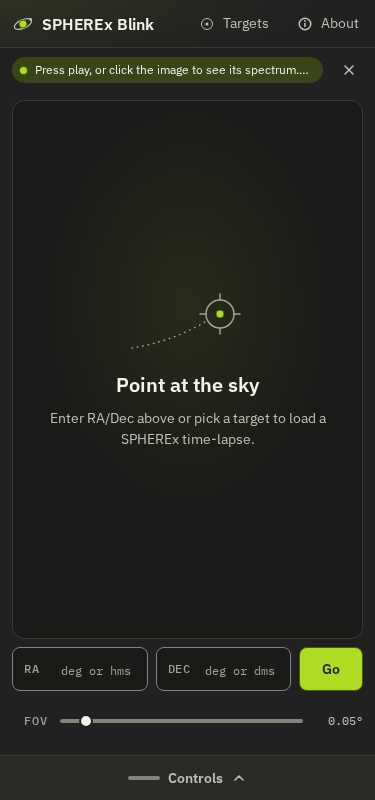 SPHEREx Blink
Targets
About
Press play, or click the image to see its spectrum....
Point at the sky
Enter RA/Dec above or pick a target to load a
SPHEREx time-lapse.
RA deg or hms
DEC deg or dms
Go
FOV
0.05°
Controls